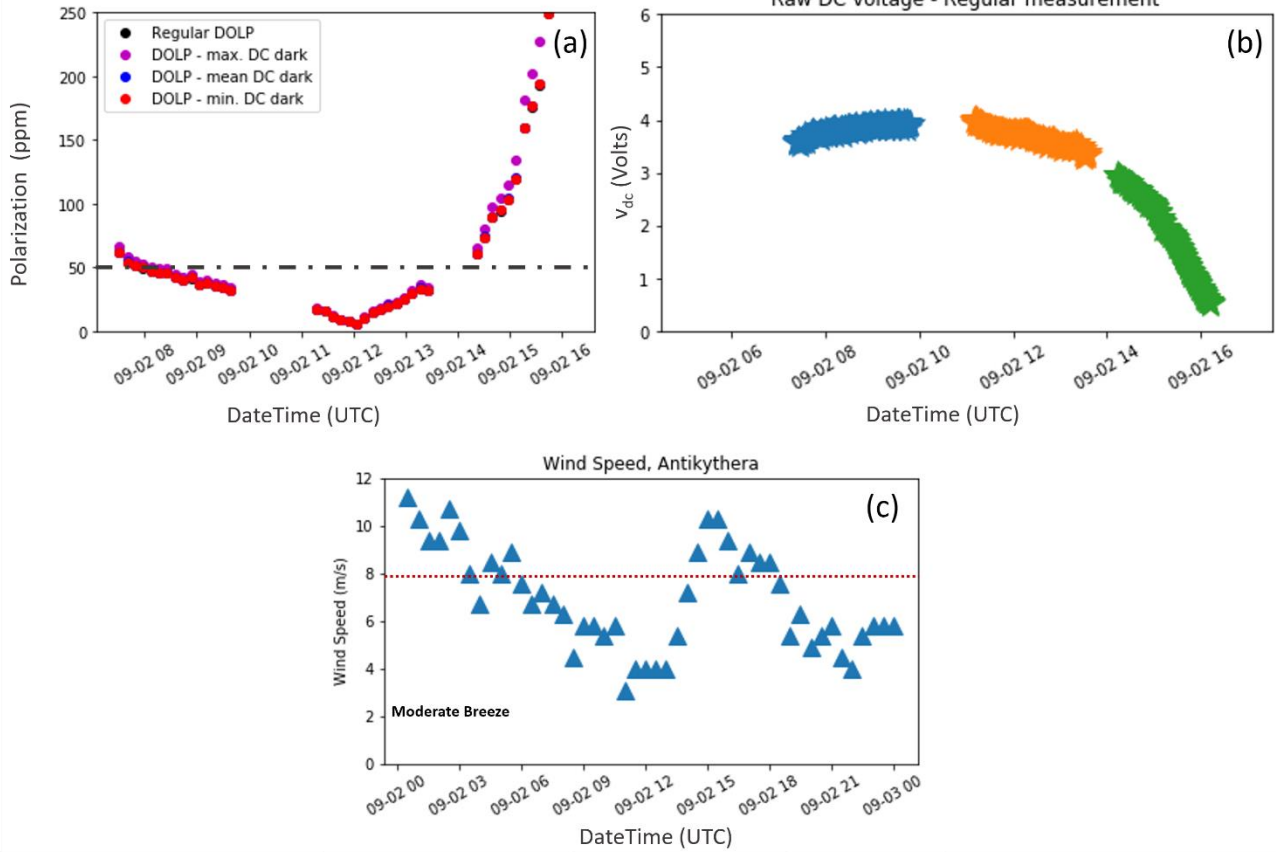 250
200
150
100
50
0
Polarization (ppm)
Regular DOLP
DOLP - max. DC dark
DOLP - mean DC dark
DOLP - min. DC dark
(a)
09-02 08
09-02 09
09-02 10
09-02 11
09-02 12
09-02 13
09-02 14
09-02 15
09-02 16
DateTime (UTC)
Raw DC Voltage - Regular measurement
6
5
4
3
2
1
0
vdc (Volts)
(b)
09-02 06
09-02 08
09-02 10
09-02 12
09-02 14
09-02 16
DateTime (UTC)
Wind Speed, Antikythera
12
10
8
6
4
2
0
Wind Speed (m/s)
(c)
Moderate Breeze
09-02 00
09-02 03
09-02 06
09-02 09
09-02 12
09-02 15
09-02 18
09-02 21
09-03 00
DateTime (UTC)